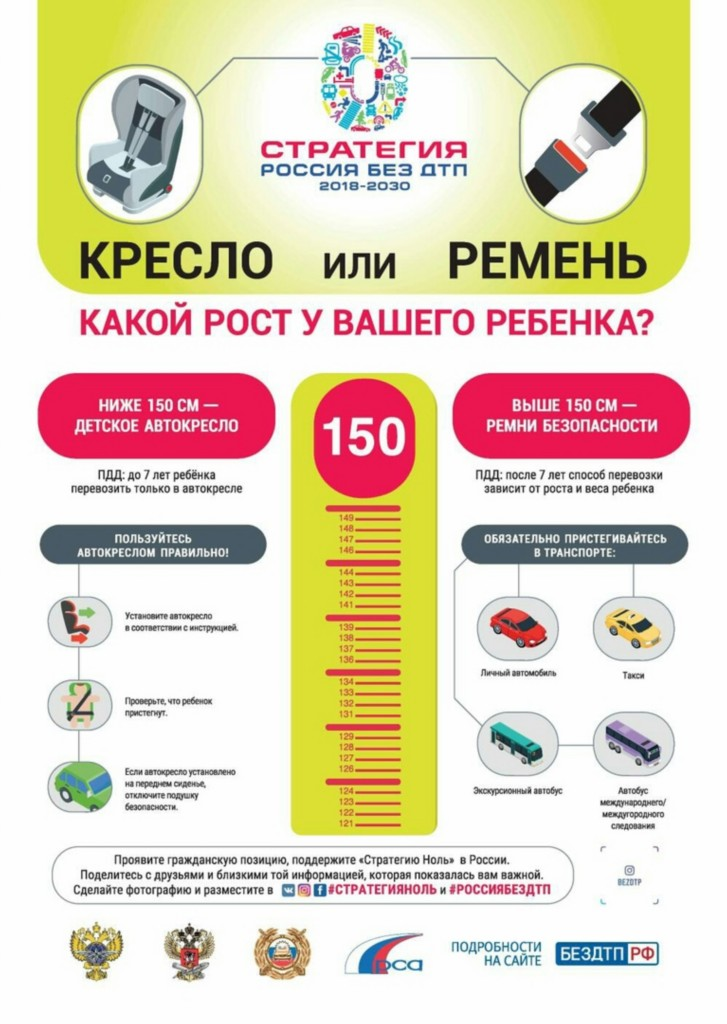 СТРАТЕГИЯ
РОССИЯ БЕЗ ДТП
2018-2030
КРЕСЛО или РЕМЕНЬ
КАКОЙ РОСТ У ВАШЕГО РЕБЕНКА?
НИЖЕ 150 СМ —
ДЕТСКОЕ АВТОКРЕСЛО
ПДД: до 7 лет ребёнка
перевозить только в автокресле
ПОЛЬЗУЙТЕСЬ
АВТОКРЕСЛОМ ПРАВИЛЬНО!
Установите автокресло
в соответствии с инструкцией.
Проверьте, что ребенок
пристегнут.
Если автокресло установлено
на переднем сиденье,
отключите подушку
безопасности.
150
149
148
147
146
144
143
142
141
139
138
137
136
134
133
132
131
129
128
127
126
124
123
122
121
ВЫШЕ 150 СМ —
РЕМНИ БЕЗОПАСНОСТИ
ПДД: после 7 лет способ перевозки
зависит от роста и веса ребенка
ОБЯЗАТЕЛЬНО ПРИСТЕГИВАЙТЕСЬ
В ТРАНСПОРТЕ:
Личный автомобиль
Такси
Экскурсионный автобус
Автобус
международного/
междугородного
следования
Проявите гражданскую позицию, поддержите «Стратегию Ноль» в России.
Поделитесь с друзьями и близкими той информацией, которая показалась вам важной.
Сделайте фотографию и разместите в #СТРАТЕГИЯНОЛЬ и #РОССИЯБЕЗДТП
BEZDTP
рса
ПОДРОБНОСТИ
НА САЙТЕ
БЕЗДТП РФ